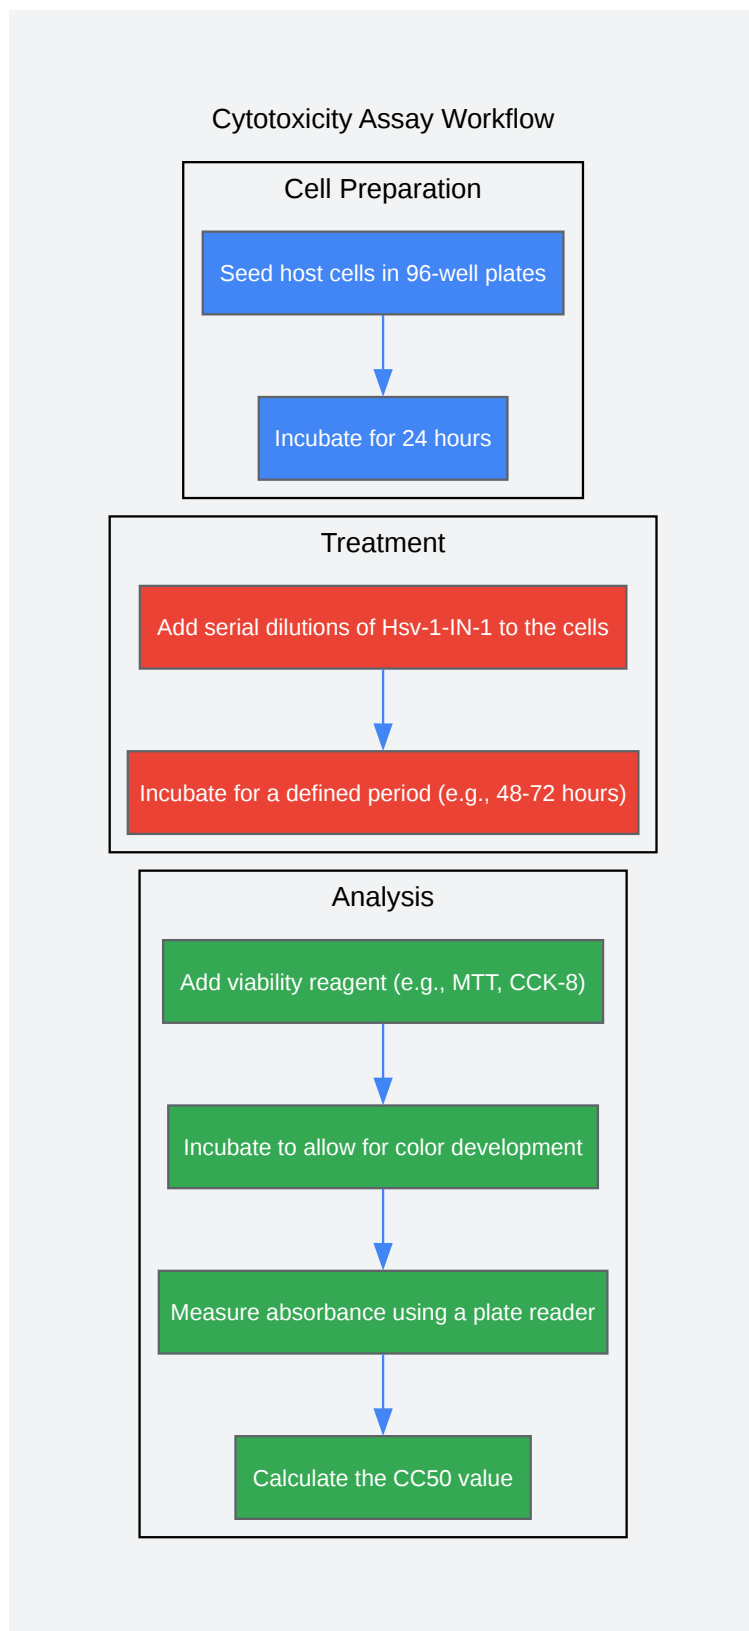 Cytotoxicity Assay Workflow
Cell Preparation
Seed host cells in 96-well plates
Incubate for 24 hours
Treatment
Add serial dilutions of Hsv-1-IN-1 to the cells
Incubate for a defined period (e.g., 48-72 hours)
Analysis
Add viability reagent (e.g., MTT, CCK-8)
Incubate to allow for color development
Measure absorbance using a plate reader
Calculate the CC50 value